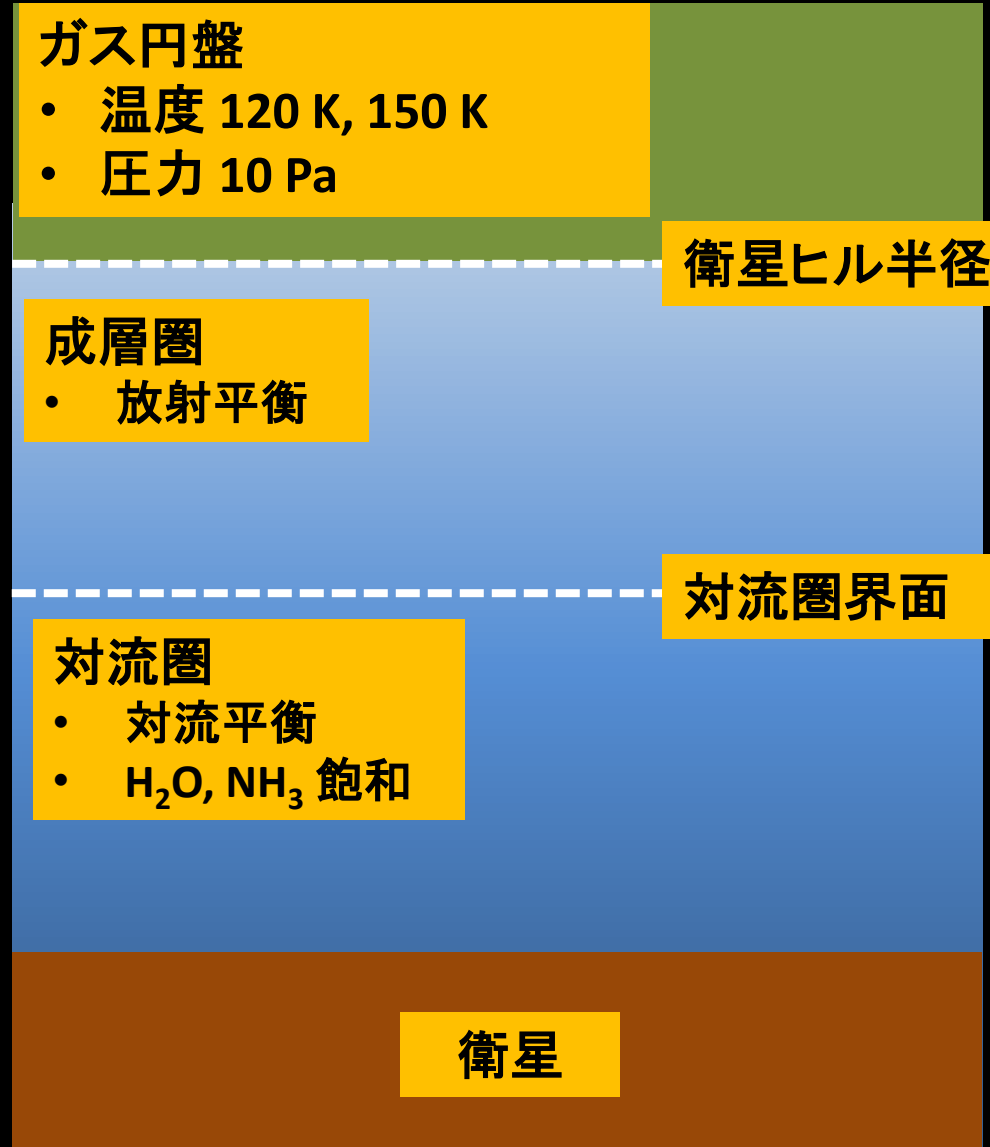 ガス円盤
• 温度 120 K, 150 K
• 圧力 10 Pa
衛星ヒル半径
成層圏
• 放射平衡
対流圏界面
対流圏
• 対流平衡
• H₂O, NH₃ 飽和
衛星